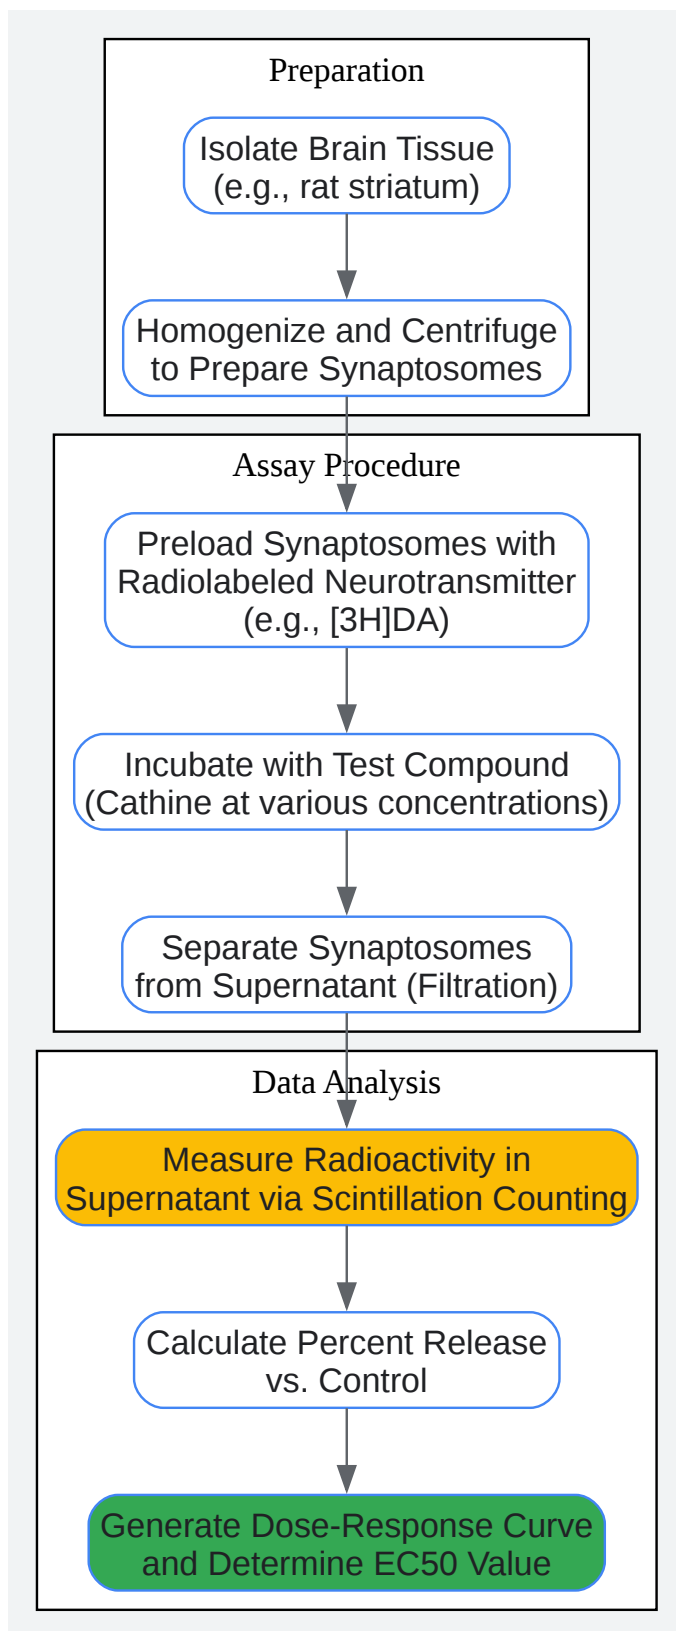 Preparation
Isolate Brain Tissue
(e.g., rat striatum)
Homogenize and Centrifuge
to Prepare Synaptosomes
Assay Procedure
Preload Synaptosomes with
Radiolabeled Neurotransmitter
(e.g., [3H]DA)
Incubate with Test Compound
(Cathine at various concentrations)
Separate Synaptosomes
from Supernatant (Filtration)
Data Analysis
Measure Radioactivity in
Supernatant via Scintillation Counting
Calculate Percent Release
vs. Control
Generate Dose-Response Curve
and Determine EC50 Value